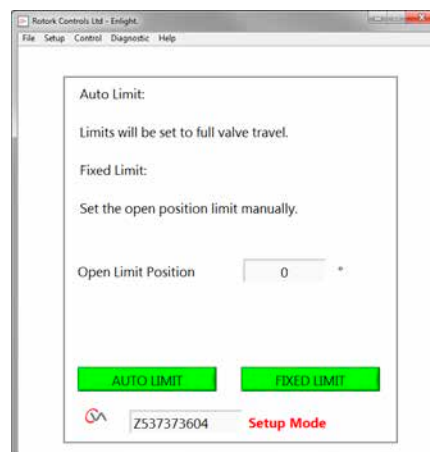 Rotork Controls Ltd - Enlight.
File Setup Control Diagnostic Help
Auto Limit:
Limits will be set to full valve travel.
Fixed Limit:
Set the open position limit manually.
Open Limit Position 0 °
AUTO LIMIT FIXED LIMIT
Z537373604 Setup Mode